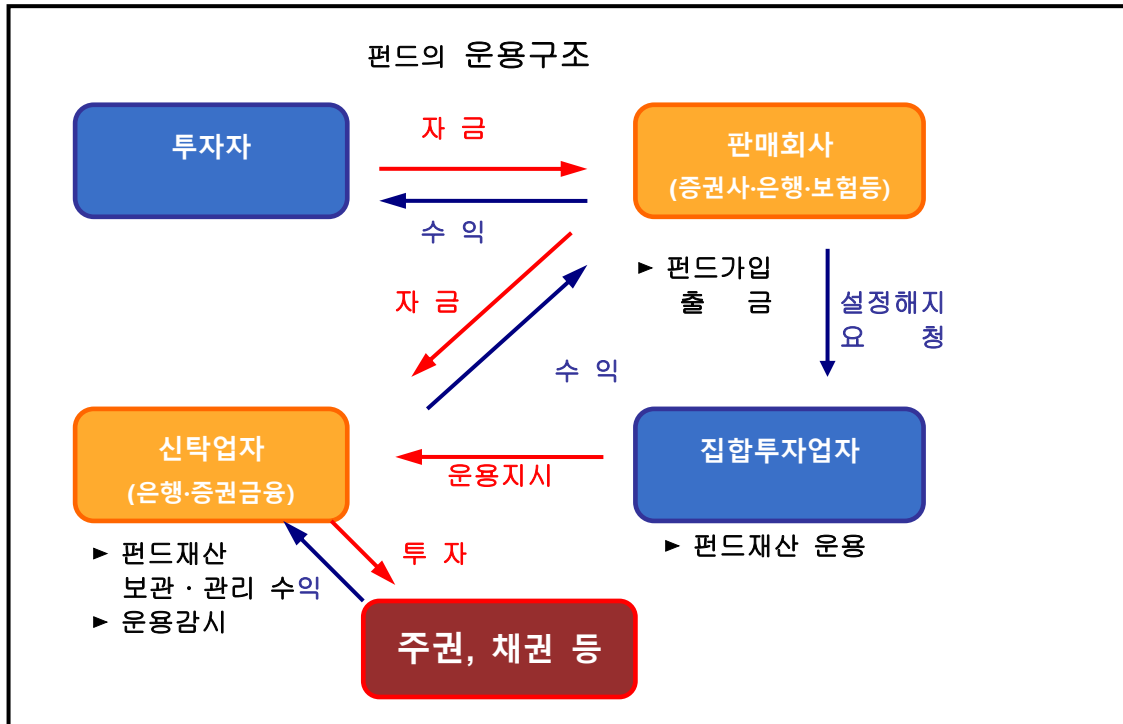 펀드의 운용구조
투자자
자 금
판매회사
(증권사·은행·보험등)
수 익
► 펀드가입
출 금
설정해지
요 청
자 금
수 익
신탁업자
(은행·증권금융)
운용지시
집합투자업자
► 펀드재산 운용
► 펀드재산
보관 · 관리 수익
► 운용감시
투 자
주권, 채권 등